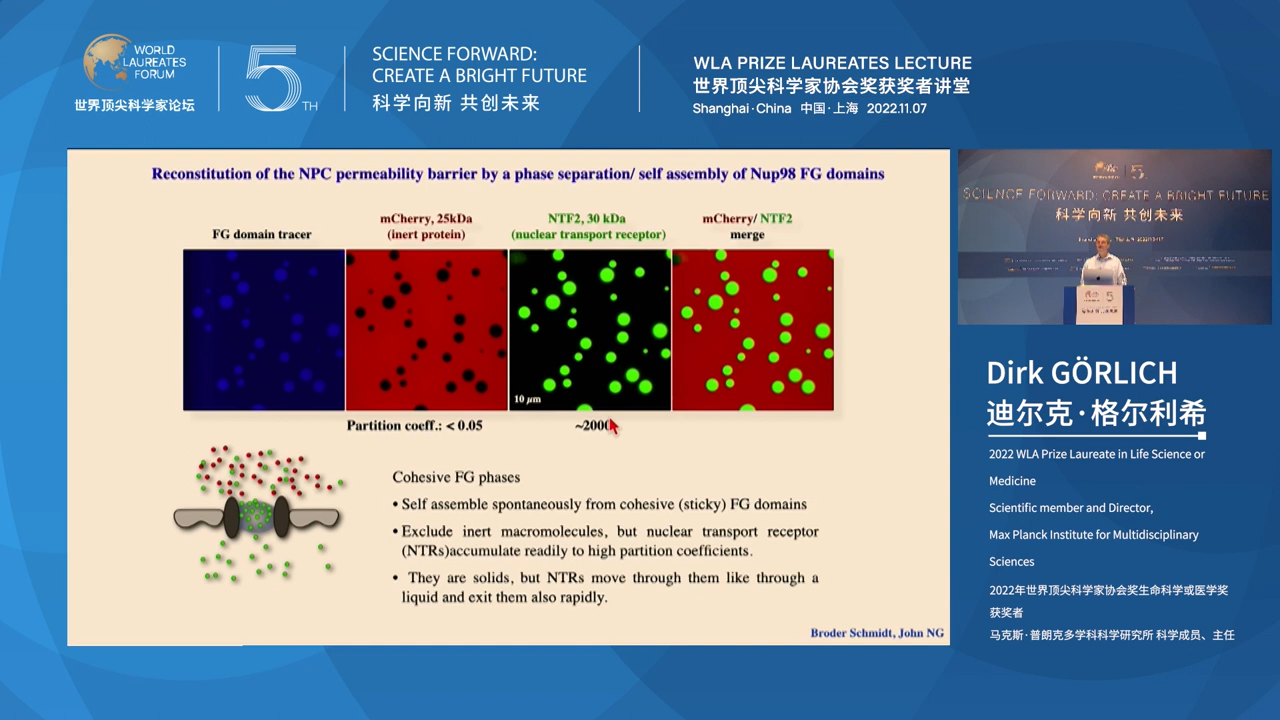 WORLD
LAUREATES
FORUM
世界顶尖科学家论坛
5TH
SCIENCE FORWARD:
CREATE A BRIGHT FUTURE
科学向新 共创未来
WLA PRIZE LAUREATES LECTURE
世界顶尖科学家协会奖获奖者讲堂
Shanghai·China 中国·上海 2022.11.07
Reconstitution of the NPC permeability barrier by a phase separation/ self assembly of Nup98 FG domains
FG domain tracer
mCherry, 25kDa
(inert protein)
NTF2, 30 kDa
(nuclear transport receptor)
mCherry/ NTF2
merge
10 µm
Partition coeff.: < 0.05
~2000
Cohesive FG phases
• Self assemble spontaneously from cohesive (sticky) FG domains
• Exclude inert macromolecules, but nuclear transport receptor
(NTRs)accumulate readily to high partition coefficients.
• They are solids, but NTRs move through them like through a
liquid and exit them also rapidly.
Broder Schmidt, John NG
SCIENCE FORWARD: CREATE A BRIGHT FUTURE
科学向新 共创未来
5
Dirk GÖRLICH
迪尔克·格尔利希
2022 WLA Prize Laureate in Life Science or
Medicine
Scientific member and Director,
Max Planck Institute for Multidisciplinary
Sciences
2022年世界顶尖科学家协会奖生命科学或医学奖
获奖者
马克斯·普朗克多学科科学研究所 科学成员、主任